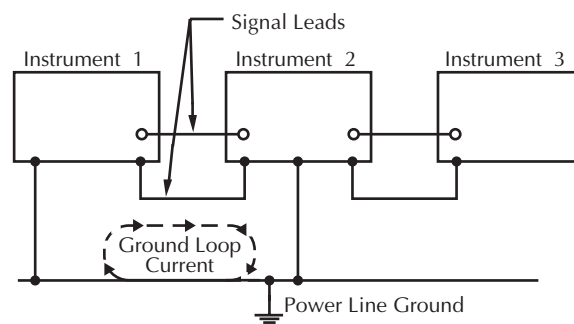 Signal Leads
Instrument 1
Instrument 2
Instrument 3
Ground Loop
Current
Power Line Ground